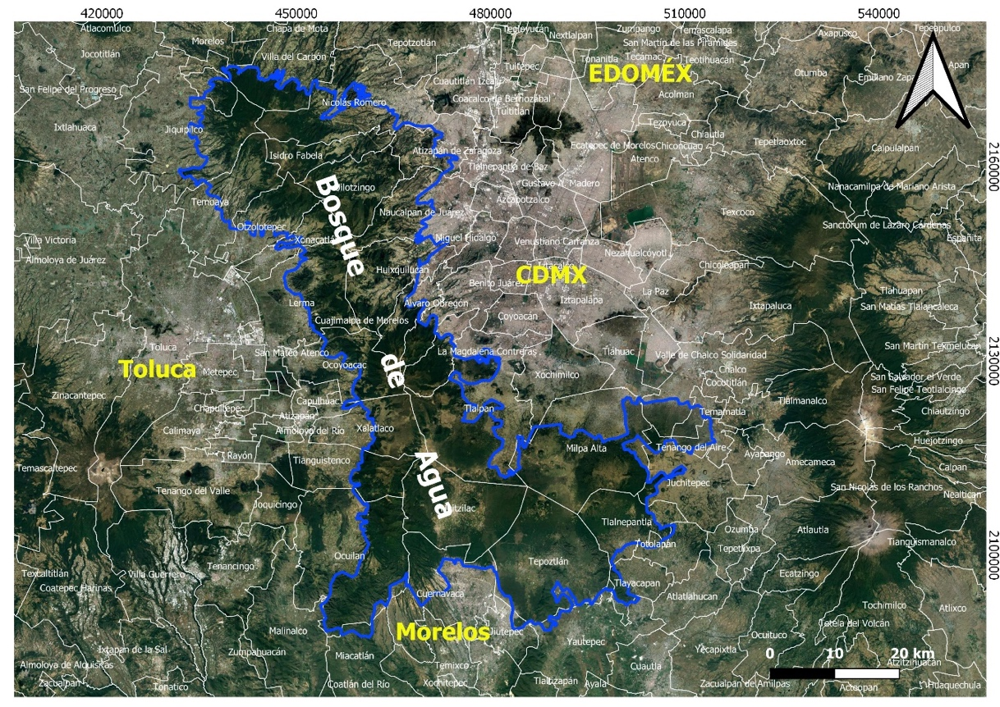 420000 450000 480000 510000 540000
Atlacomulco Chapa de Mota Teoloyucán Zumpango Temascalapa Tepeapulco
Morelos Tepotzotlán Nextlalpan San Martín de las Pirámides Axapusco
Jocotitlán Villa del Carbón Tonanitla Tecámac Teotihuacán Apan
Tultepec EDOMÉX Otumba
San Felipe del Progreso Cuautitlán Izcalli
Nicolás Romero Coacalco de Berriozábal Acolman
Tultitlán
Ixtlahuaca Jiquipilco Tezoyuca Chiautla
Atizapán de Zaragoza Ecatepec de Morelos Chiconcuac Tepetlaoxtoc Caipulalpan
Isidro Fabela Tlalnepantla de Baz Atenco 2160000
Gustavo A. Madero Nanacamilpa de Mariano Arista
Temoaya Azcapotzalco
Naucalpan de Juárez Texcoco
Otzolotepec Sanctórum de Lázaro Cárdenas
Villa Victoria Miguel Hidalgo Venustiano Carranza Españita
Almoloya de Juárez Bosque Nezahualcóyotl Chicoloapan
Huixquilucan CDMX
Benito Juárez La Paz Tlahuapan
Lerma Alvaro Obregón Iztapalapa Ixtapaluca San Matías Tlalancaleca
Cuajimalpa de Morelos Coyoacán
Toluca San Mateo Atenco La Magdalena Contreras Tláhuac Valle de Chalco Solidaridad San Martín Texmelucan
Toluca Metepec Ocoyoacac de Chalco 2130000
Xochimilco Cocotitlán San Salvador el Verde
San Felipe Teotlalcingo
Zinacantepec Capulhuac Tlalmanalco
Chapultepec Tlalpan Temamatla Chiautzingo
Atizapán
Calimaya Almoloya del Río Xalatlaco Huejotzingo
Rayón Milpa Alta Tenango del Aire Ayapango
Temascaltepec Tianguistenco Agua Amecameca Calpan
Tenango del Valle Juchitepec San Nicolás de los Ranchos
Joquicingo Nealtican
Tlalnepantla Ozumba Atlautla
Ocuilan Totolapan Tepetlixpa Tianguismanalco
Texcaltitlán Villa Guerrero Tenancingo Tepoztlán Ecatzingo 2100000
Coatepec Harinas Tlayacapan
Cuernavaca Atlatlahucan Tochimilco Atlixco
Malinalco Morelos Jiutepec Tetela del Volcán
Yautepec Ocuituco
Ixtapan de la Sal Zumpahuacán Miacatlán Yecapixtla 0 10 20 km
Almoloya de Alquisiras Temixco Cuautla Atzitzihuacán
Zacualpan Tonatico Coatlán del Río Xochitepec Tlaltizapán Ayala Zacualpan de Amilpas Acteopan Huaquechula